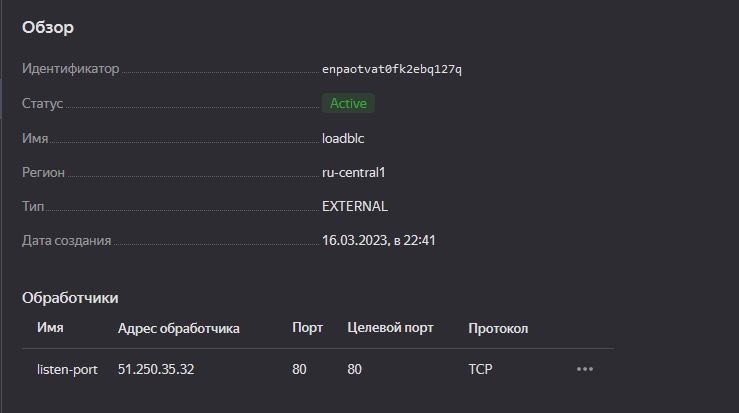 Обзор
Идентификатор enpaotvat0fk2ebq127q
Статус Active
Имя loadblc
Регион ru-central1
Тип EXTERNAL
Дата создания 16.03.2023, в 22:41
Обработчики
Имя Адрес обработчика Порт Целевой порт Протокол
listen-port 51.250.35.32 80 80 TCP